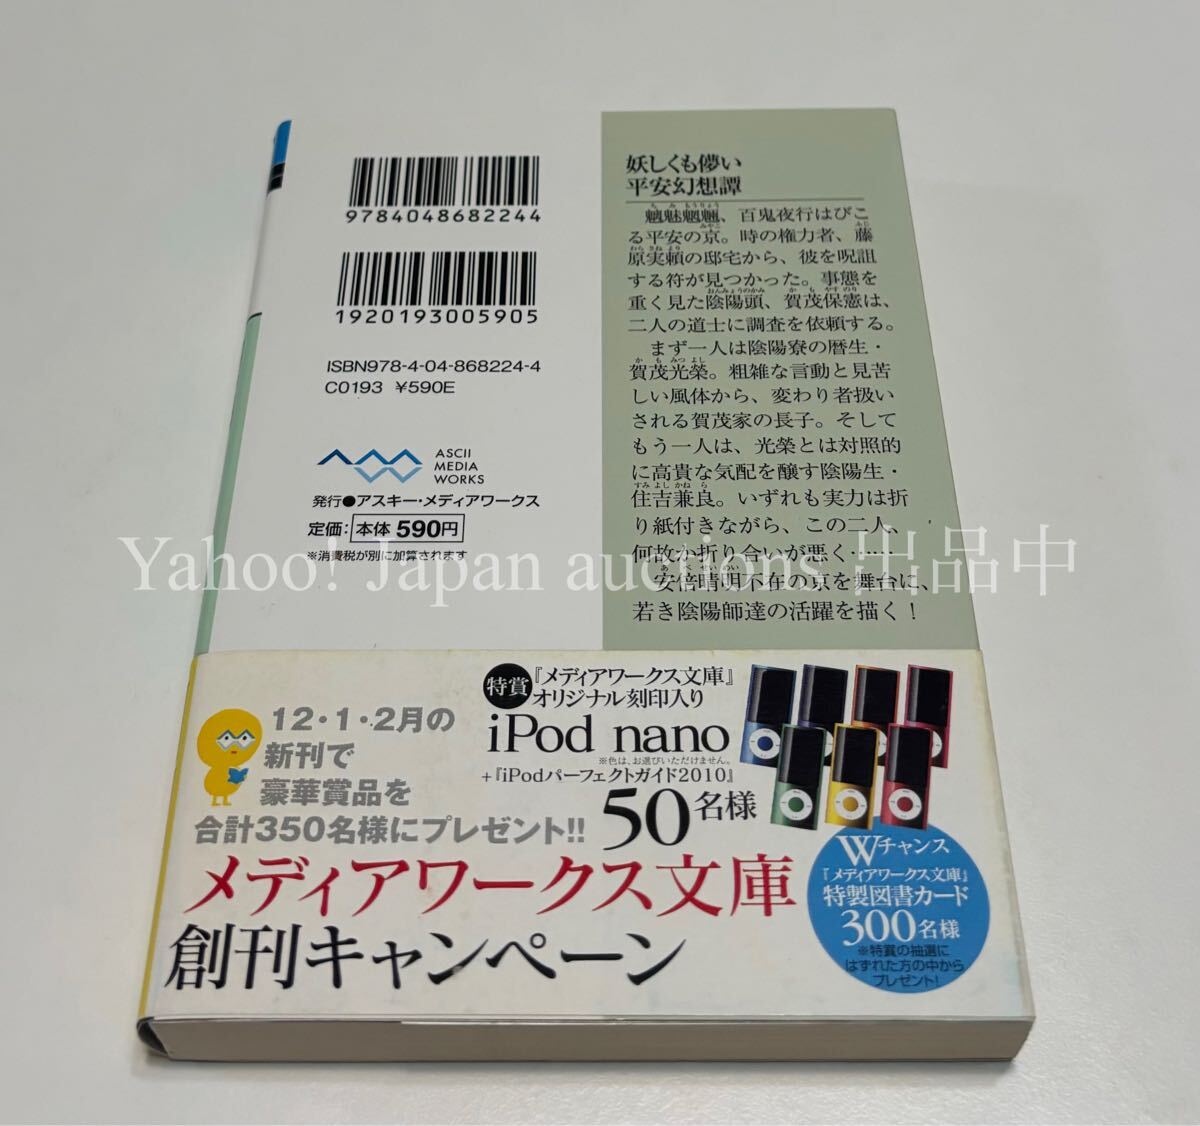 9784048682244
1920193005905
ISBN978-4-04-868224-4
C0193 ¥590E
ASCII
MEDIA
WORKS
発行●アスキー・メディアワークス
定価：本体590円
※消費税が別に加算されます
妖しくも儚い
平安幻想譚
魑魅魍魎、百鬼夜行はびこ
る平安の京。時の権力者、藤
原実頼の邸宅から、彼を呪詛
する符が見つかった。事態を
重く見た陰陽頭、賀茂保憲は、
二人の道士に調査を依頼する。
まず一人は陰陽寮の暦生・
賀茂光榮。粗雑な言動と見苦
しい風体から、変わり者扱い
される賀茂家の長子。そして
もう一人は、光榮とは対照的
に高貴な気配を醸す陰陽生・
住吉兼良。いずれも実力は折
り紙付きながら、この二人、
何故か折り合いが悪く……
安倍晴明不在の京を舞台に、
若き陰陽師達の活躍を描く！
Yahoo! Japan auctions 出品中
12・1・2月の
新刊で
豪華賞品を
合計350名様にプレゼント!!
特賞
『メディアワークス文庫』
オリジナル刻印入り
iPod nano
※色は、お選びいただけません。
+『iPodパーフェクトガイド2010』
50名様
メディアワークス文庫
創刊キャンペーン
Wチャンス
『メディアワークス文庫』
特製図書カード
300名様
※特賞の抽選に
はずれた方の中から
プレゼント!